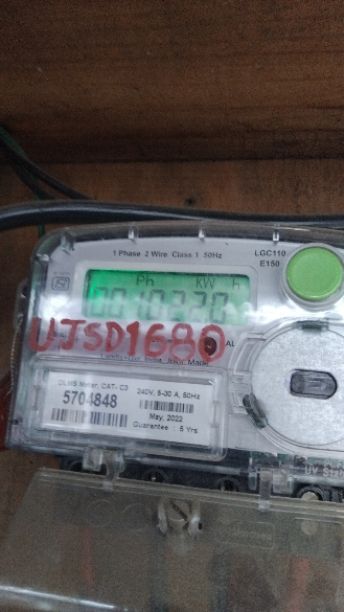 1 Phase 2 Wire Class 1 50Hz
LGC110
E150
Ph kW h
UJSD1680
AL
DLMS Meter, CAT- C3
5704848
240V, 5-30 A, 50Hz
May, 2022
Guarantee : 5 Yrs